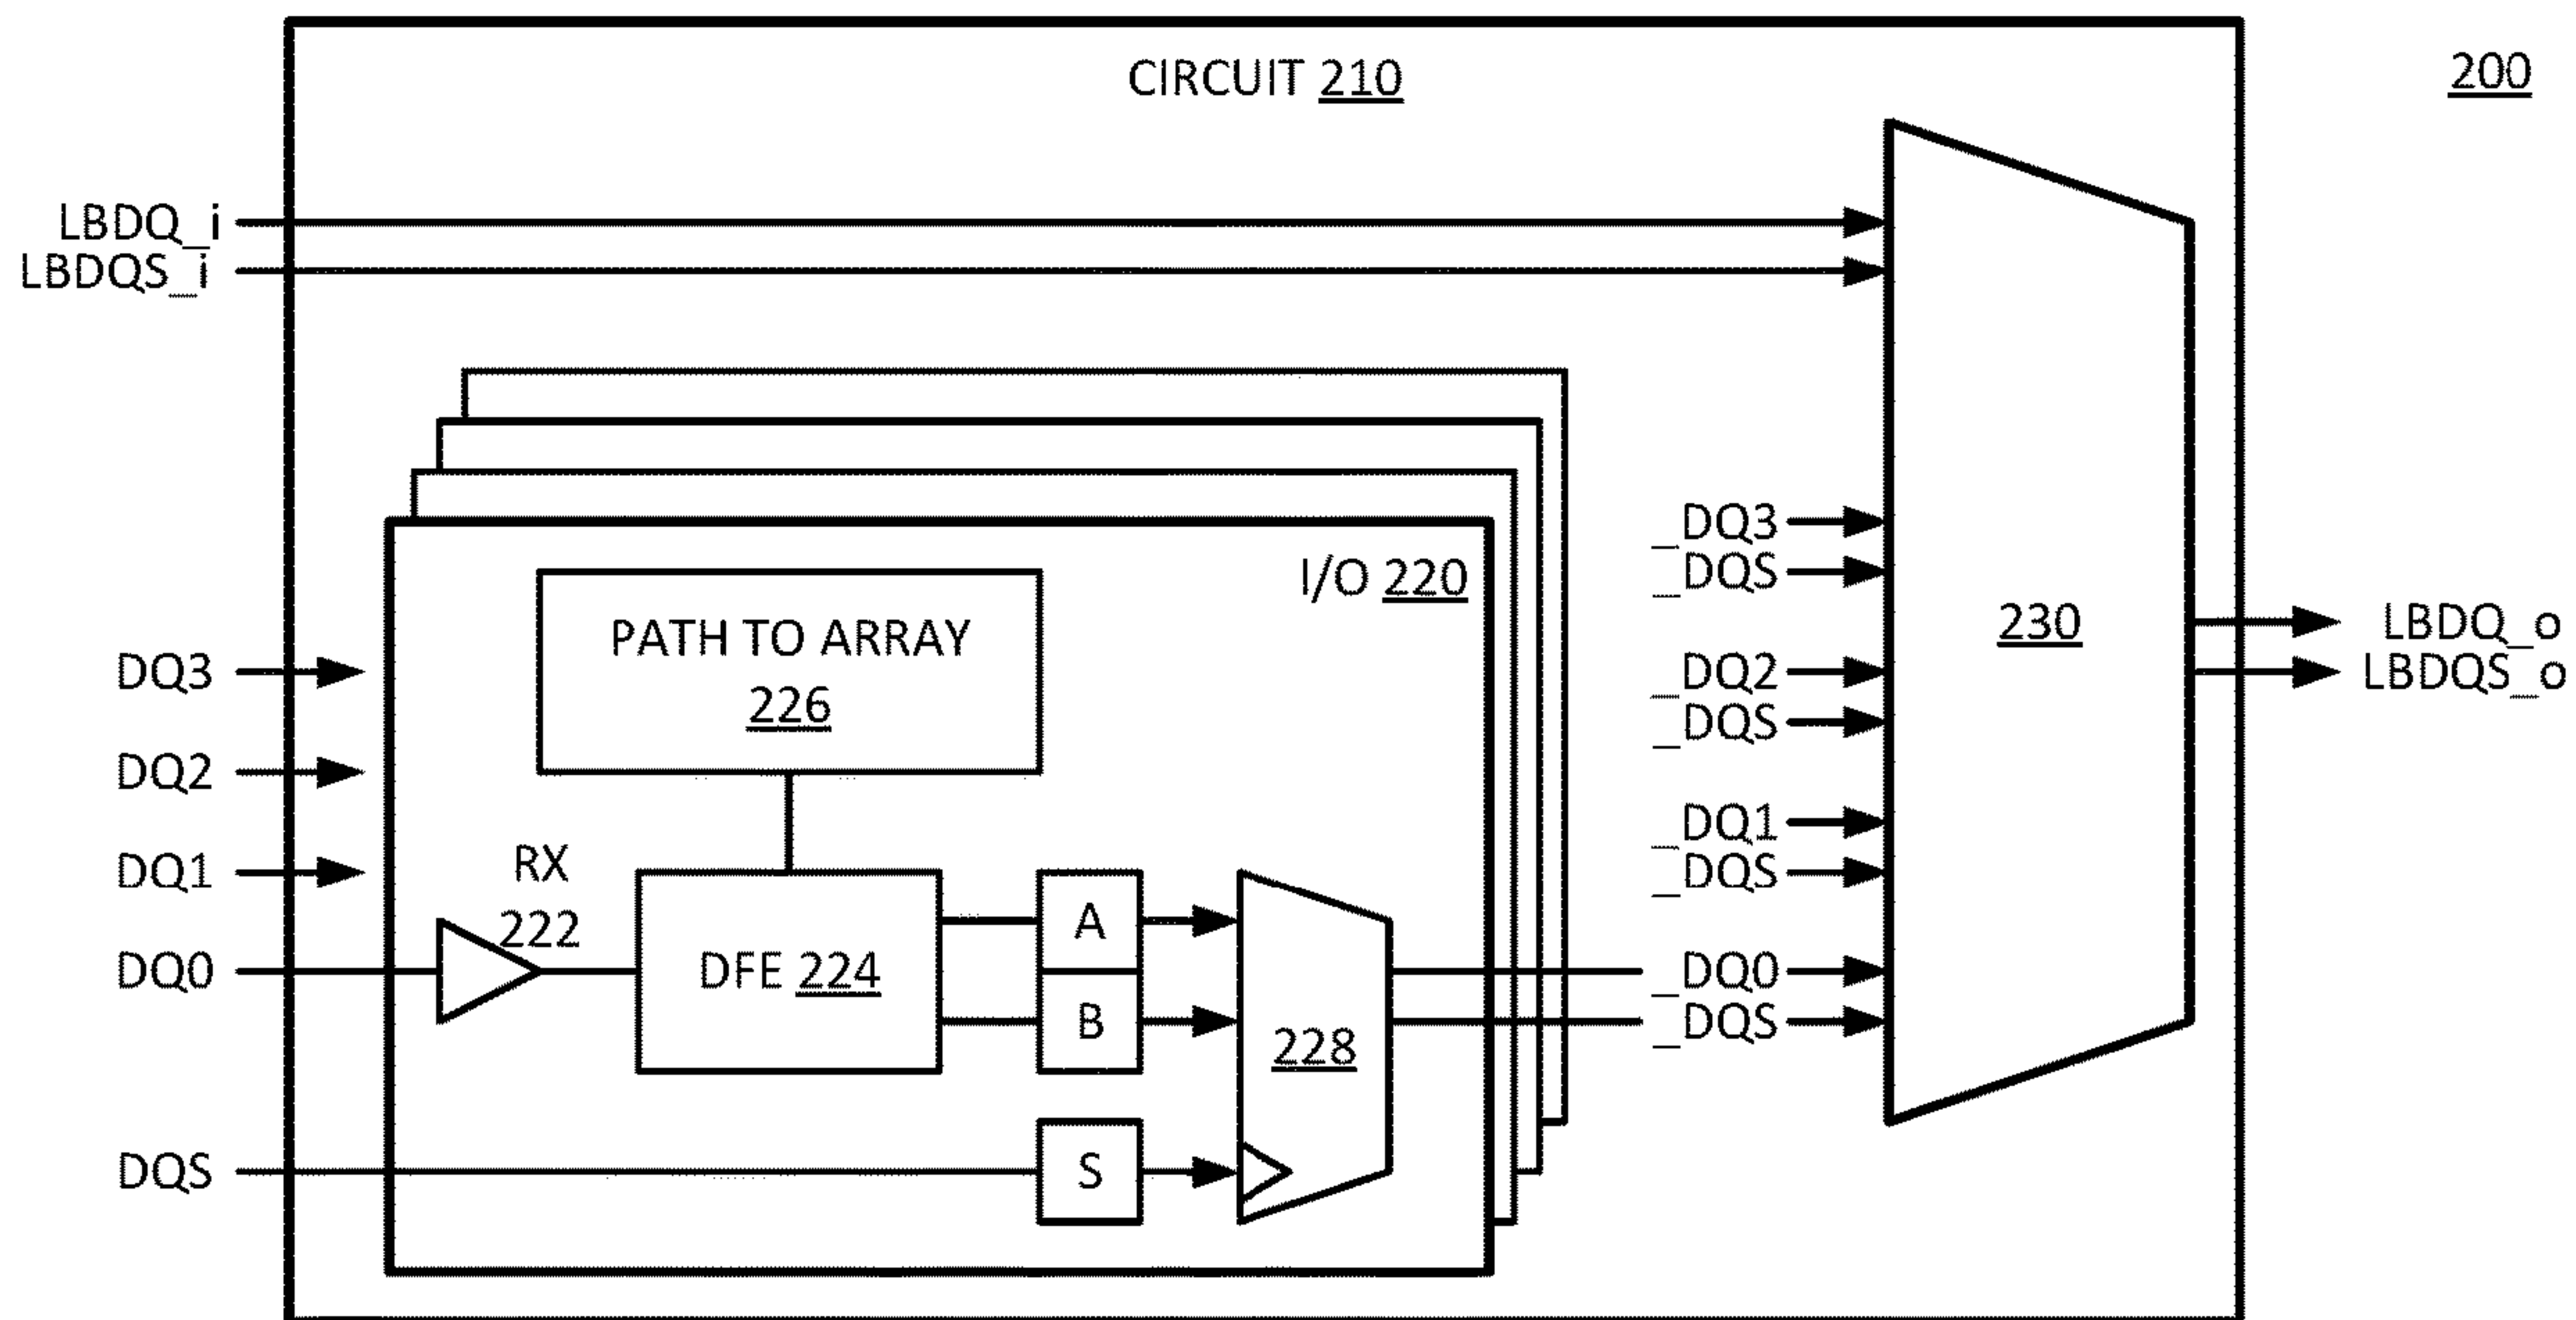 CIRCUIT 210
200
LBDQ_i
LBDQS_i
I/O 220
PATH TO ARRAY
226
DQ3
DQ2
DQ1
DQ0
DQS
RX
222
DFE 224
A
B
S
228
_DQ3
_DQS
_DQ2
_DQS
_DQ1
_DQS
_DQ0
_DQS
230
LBDQ_o
LBDQS_o